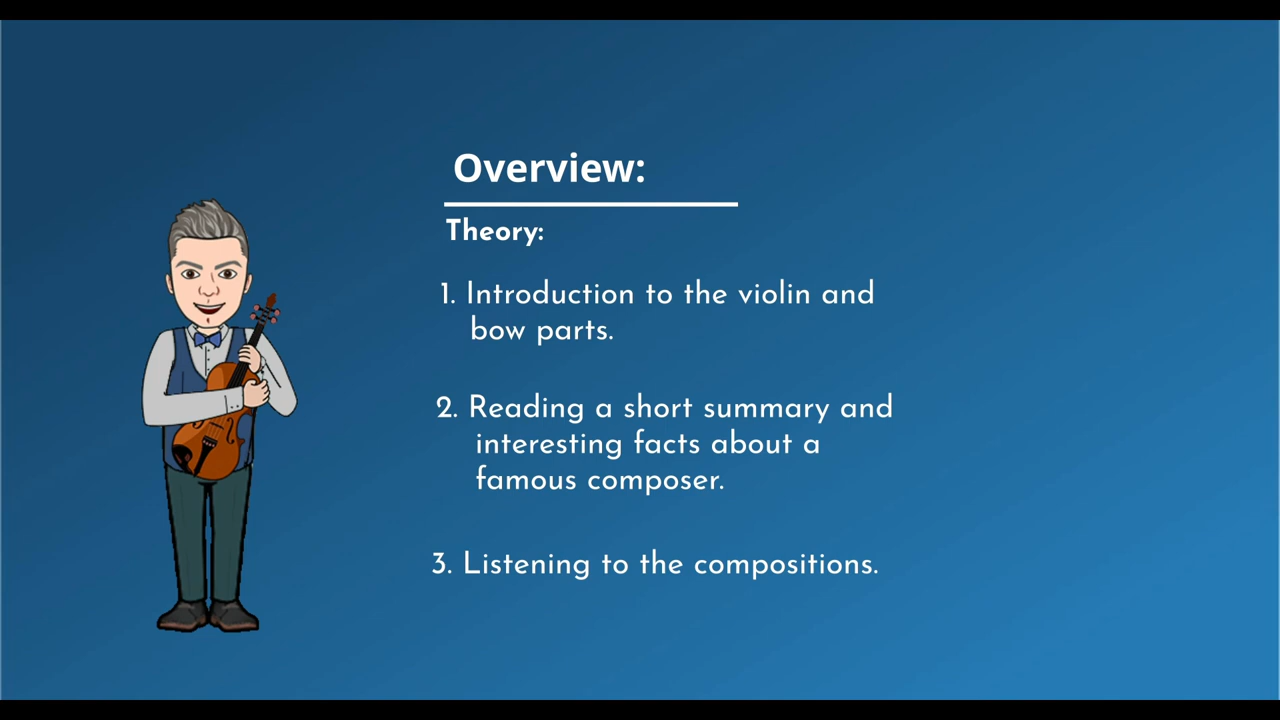 Overview:
Theory:
1. Introduction to the violin and
bow parts.
2. Reading a short summary and
interesting facts about a
famous composer.
3. Listening to the compositions.